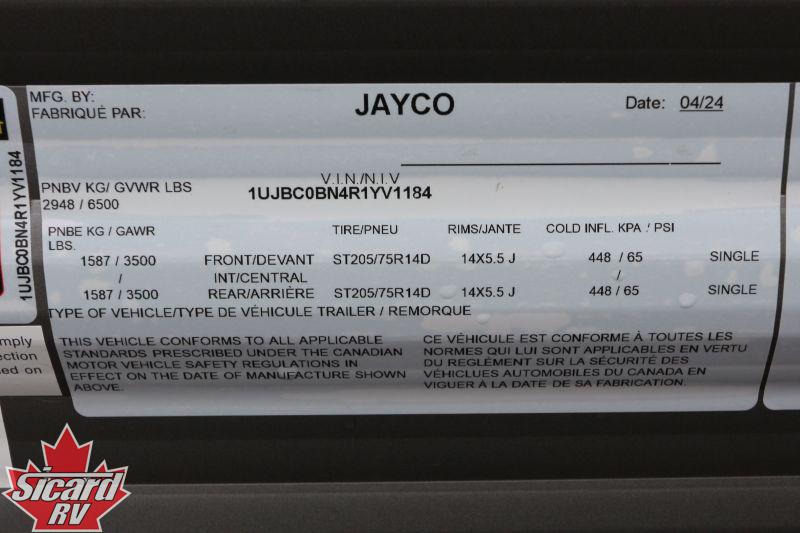 MFG. BY:
FABRIQUÉ PAR:
JAYCO
Date: 04/24
V.I.N./N.I.V
1UJBC0BN4R1YV1184
PNBV KG/ GVWR LBS
2948 / 6500
PNBE KG / GAWR LBS. TIRE/PNEU RIMS/JANTE COLD INFL. KPA / PSI
1587 / 3500 FRONT/DEVANT ST205/75R14D 14X5.5 J 448 / 65 SINGLE
/ INT/CENTRAL /
1587 / 3500 REAR/ARRIÈRE ST205/75R14D 14X5.5 J 448 / 65 SINGLE
TYPE OF VEHICLE/TYPE DE VÉHICULE TRAILER / REMORQUE
THIS VEHICLE CONFORMS TO ALL APPLICABLE
STANDARDS PRESCRIBED UNDER THE CANADIAN
MOTOR VEHICLE SAFETY REGULATIONS IN
EFFECT ON THE DATE OF MANUFACTURE SHOWN
ABOVE.
CE VÉHICULE EST CONFORME À TOUTES LES
NORMES QUI LUI SONT APPLICABLES EN VERTU
DU RÈGLEMENT SUR LA SÉCURITÉ DES
VÉHICLUES AUTOMOBILES DU CANADA EN
VIGUER À LA DATE DE SA FABRICATION.
1UJBC0BN4R1YV1184
mply
ection
sed on
Sicard
RV